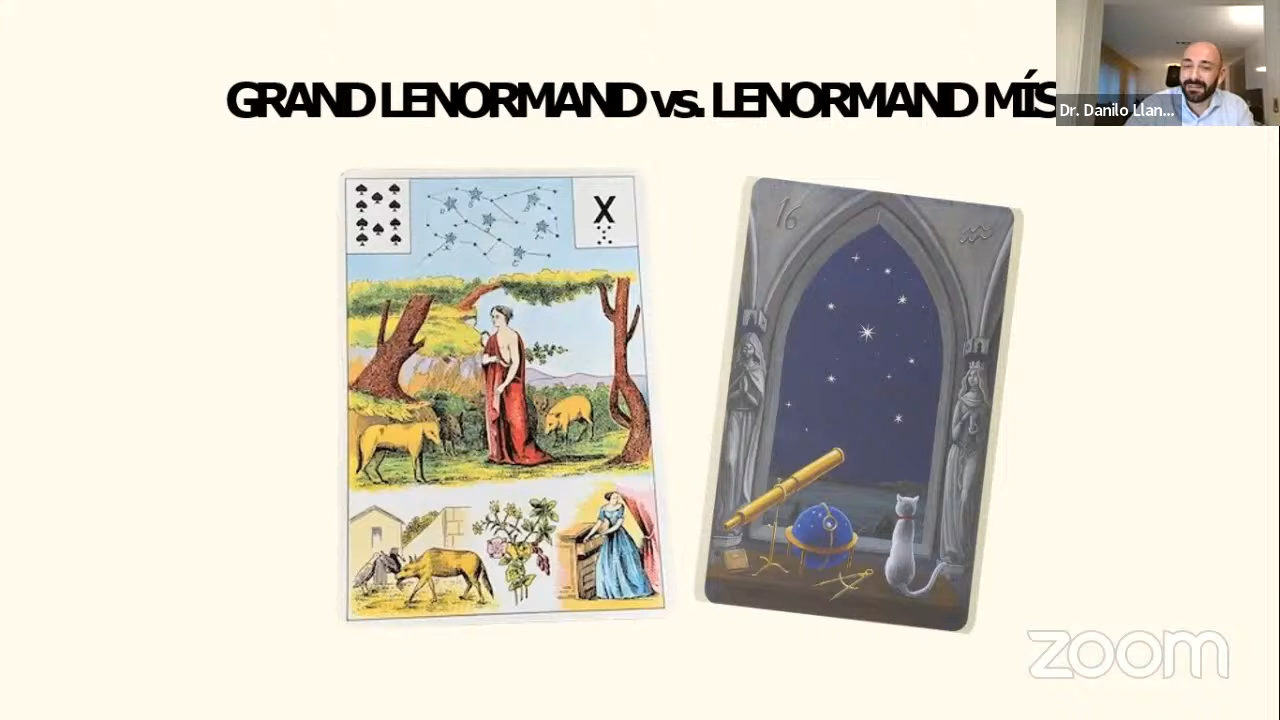 GRAND LENORMAND vs. LENORMAND MÍS
Dr. Danilo Llan...
X
16
zoom